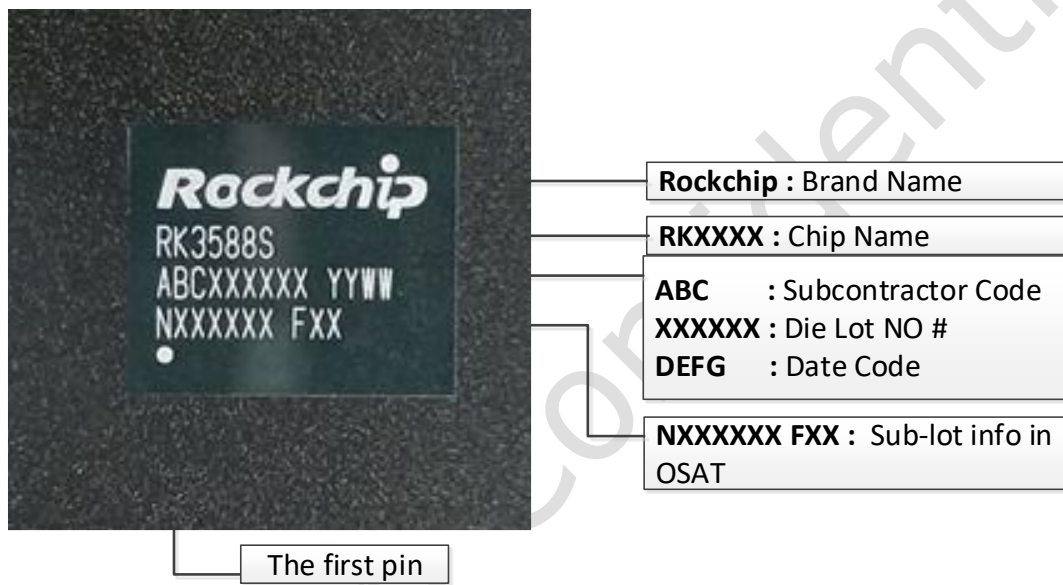 Rockchip
RK3588S
ABCXXXXXX YYWW
NXXXXXX FXX
Rockchip : Brand Name
RKXXXX : Chip Name
ABC : Subcontractor Code
XXXXXX : Die Lot NO #
DEFG : Date Code
NXXXXXX FXX : Sub-lot info in
OSAT
The first pin